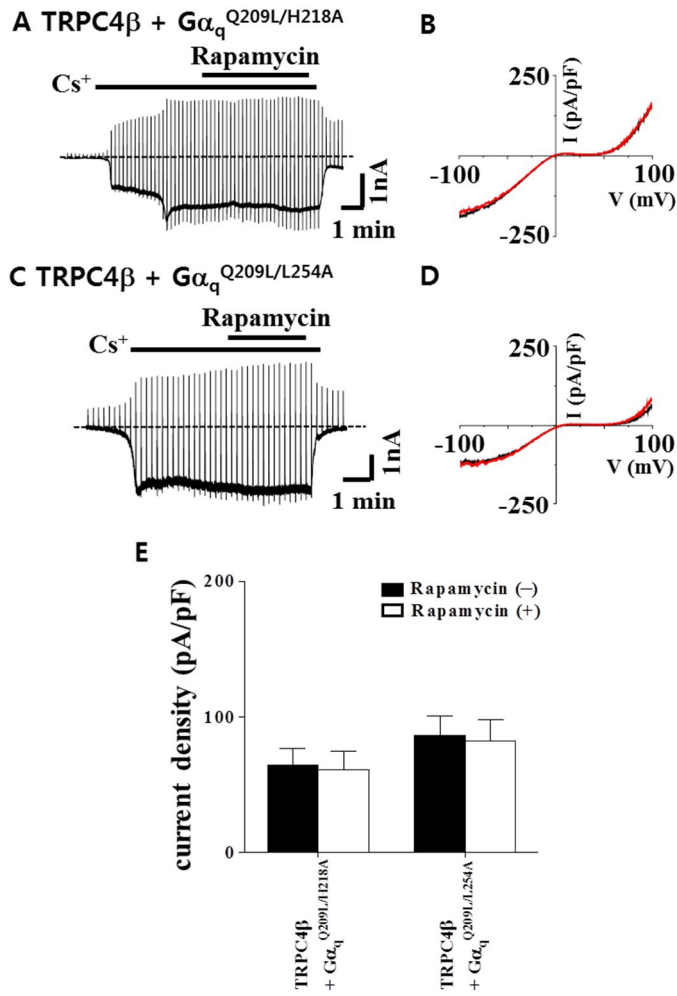 A TRPC4β + Gαq^Q209L/H218A
Rapamycin
Cs+
1nA
1 min
B
250
I (pA/pF)
-100
100
V (mV)
-250
C TRPC4β + Gαq^Q209L/L254A
Rapamycin
Cs+
1nA
1 min
D
250
I (pA/pF)
-100
100
V (mV)
-250
E
Rapamycin (−)
Rapamycin (+)
current density (pA/pF)
200
100
0
TRPC4β
+ Gαq^Q209L/H218A
TRPC4β
+ Gαq^Q209L/L254A